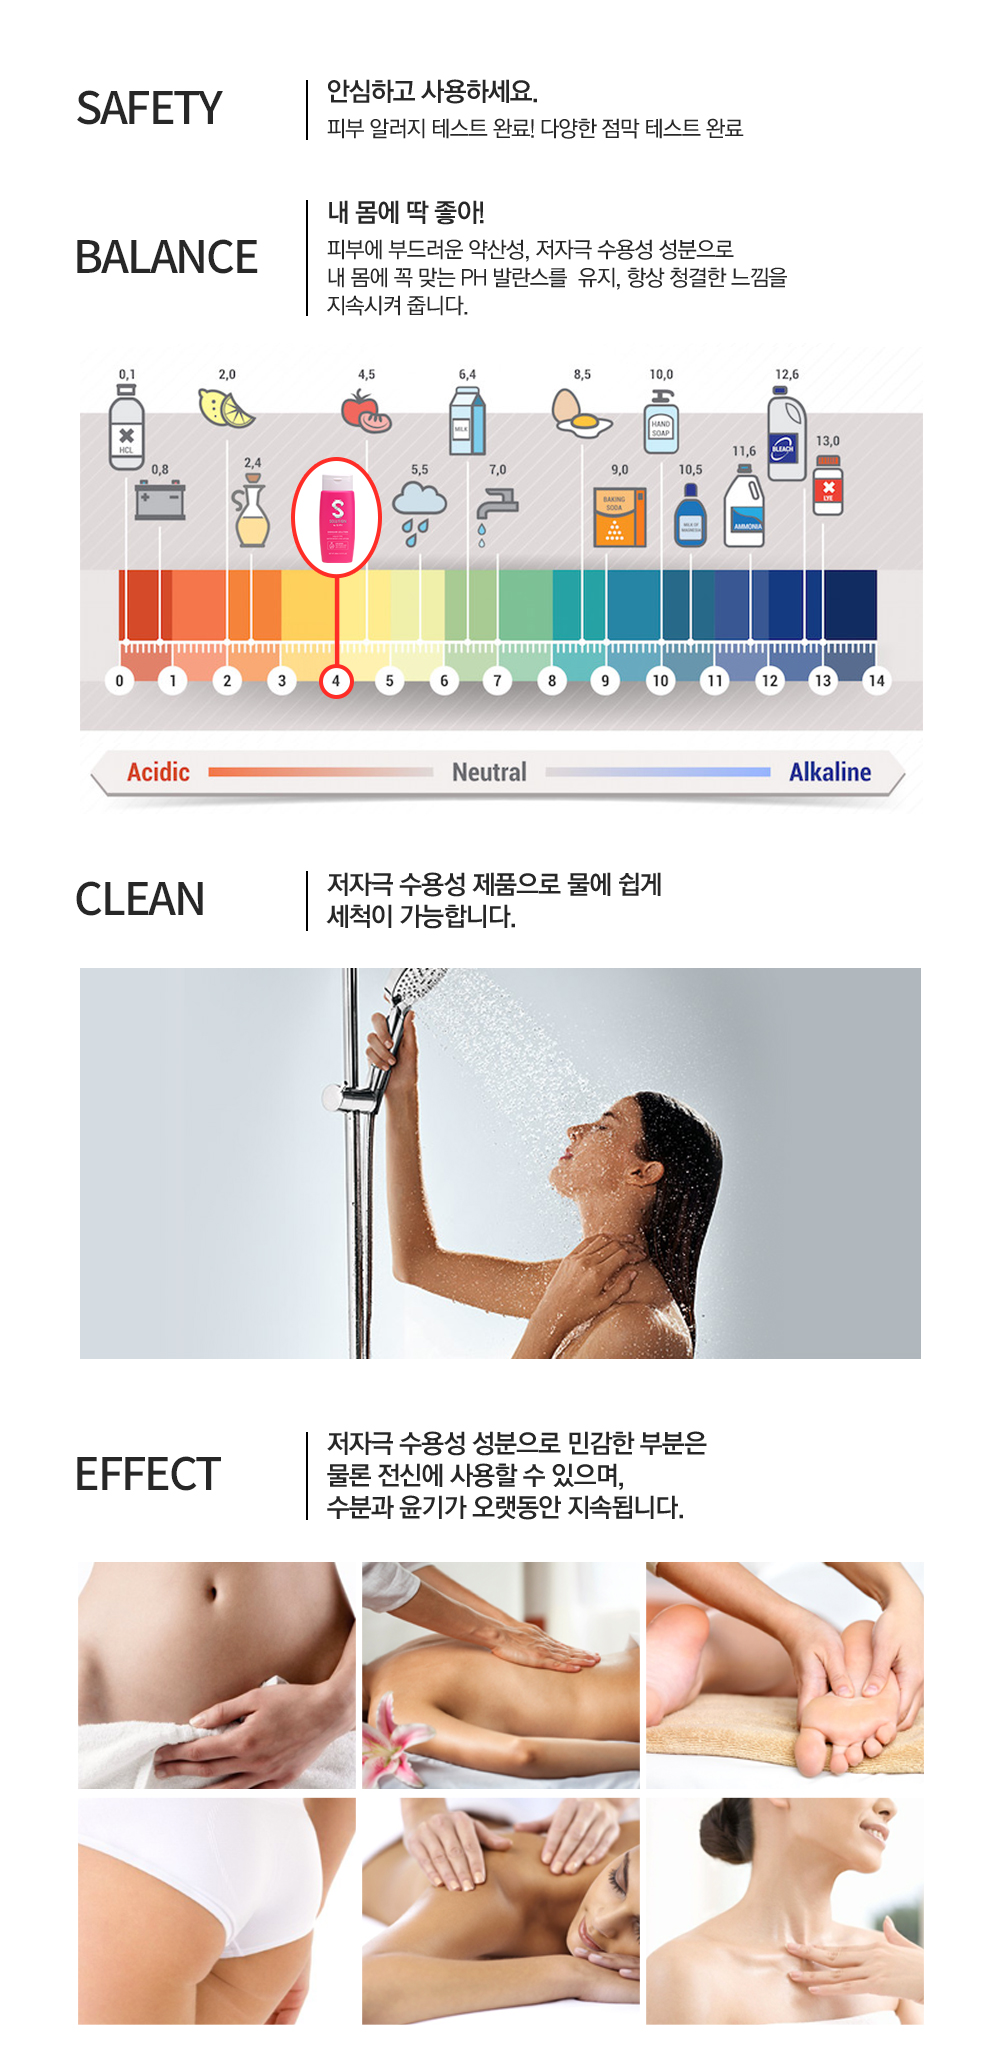 SAFETY
안심하고 사용하세요.
피부 알러지 테스트 완료! 다양한 점막 테스트 완료
BALANCE
내 몸에 딱 좋아!
피부에 부드러운 약산성, 저자극 수용성 성분으로
내 몸에 꼭 맞는 PH 발란스를 유지, 항상 청결한 느낌을
지속시켜 줍니다.
0,1 2,0 4,5 6,4 8,5 10,0 12,6
HCL
MILK
HAND
SOAP
BLEACH
0,8 2,4 5,5 7,0 9,0 10,5 11,6 13,0
S
BAKING
SODA
MILK OF
MAGNESIA
AMMONIA
LYE
0 1 2 3 4 5 6 7 8 9 10 11 12 13 14
Acidic Neutral Alkaline
CLEAN
저자극 수용성 제품으로 물에 쉽게
세척이 가능합니다.
EFFECT
저자극 수용성 성분으로 민감한 부분은
물론 전신에 사용할 수 있으며,
수분과 윤기가 오랫동안 지속됩니다.